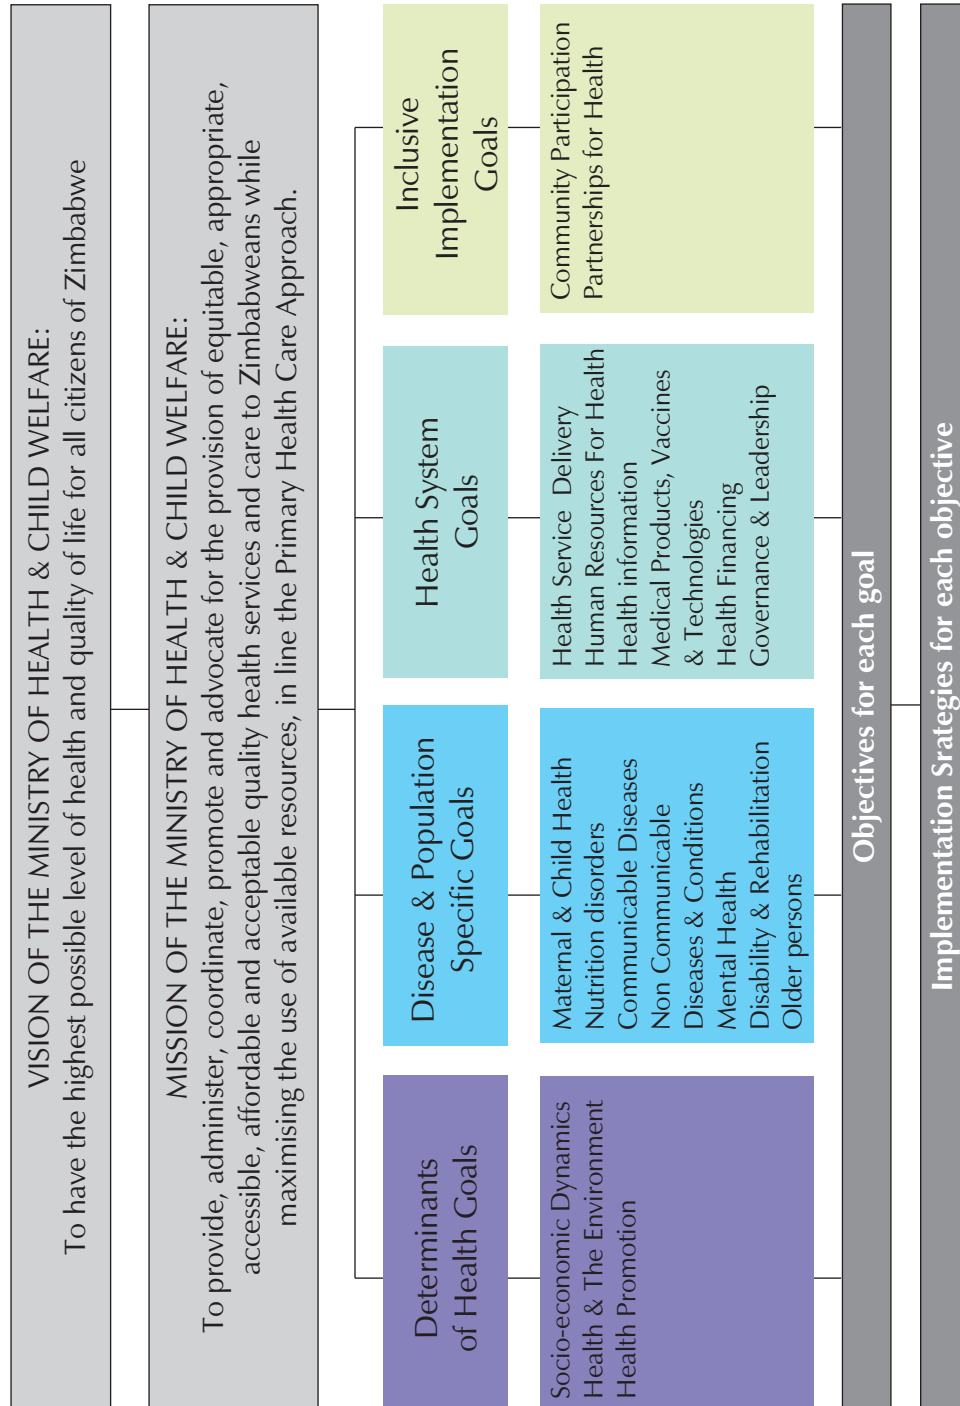 VISION OF THE MINISTRY OF HEALTH & CHILD WELFARE:
To have the highest possible level of health and quality of life for all citizens of Zimbabwe
MISSION OF THE MINISTRY OF HEALTH & CHILD WELFARE:
To provide, administer, coordinate, promote and advocate for the provision of equitable, appropriate,
accessible, affordable and acceptable quality health services and care to Zimbabweans while
maximising the use of available resources, in line the Primary Health Care Approach.
Determinants
of Health Goals
Socio-economic Dynamics
Health & The Environment
Health Promotion
Disease & Population
Specific Goals
Maternal & Child Health
Nutrition disorders
Communicable Diseases
Non Communicable
Diseases & Conditions
Mental Health
Disability & Rehabilitation
Older persons
Health System
Goals
Health Service Delivery
Human Resources For Health
Health information
Medical Products, Vaccines
& Technologies
Health Financing
Governance & Leadership
Inclusive
Implementation
Goals
Community Participation
Partnerships for Health
Objectives for each goal
Implementation Srategies for each objective